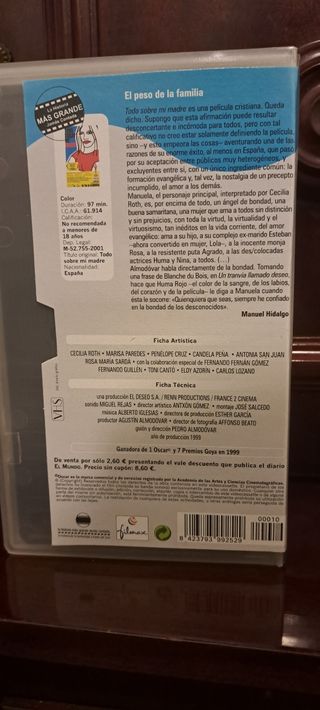 La Historia
MÁS GRANDE
Jamás Contada
El peso de la familia
Todo sobre mi madre es una película cristiana. Queda
dicho. Supongo que esta afirmación puede resultar
desconcertante e incómoda para todos, pero con tal
calificativo no creo estar solamente definiendo la película,
sino –y esto empeora las cosas– aventurando una de las
razones de su enorme éxito, al menos en España, que pasó
por su aceptación entre públicos muy heterogéneos, y
excluyentes entre sí, con un único ingrediente común: la
formación evangélica y, tal vez, la nostalgia de un precepto
incumplido, el amor a los demás.
Manuela, el personaje principal, interpretado por Cecilia
Roth, es, por encima de todo, un ángel de bondad, una
buena samaritana, una mujer que ama a todos sin distinción
y sin prejuicios, con toda la virtud, la virtualidad y el
virtuosismo, tan inéditos en la vida corriente, del amor
evangélico: ama a su hijo, a su complejo ex-marido Esteban
–ahora convertido en mujer, Lola–, a la inocente monja
Rosa, a la resistente puta Agrado, a las des/colocadas
actrices Huma y Nina, a todos. (...)
Almodóvar habla directamente de la bondad. Tomando
una frase de Blanche du Bois, en Un tranvía llamado deseo,
hace que Huma Rojo –el color de la sangre, de los labios,
del corazón y de la película– le diga a Manuela cuando
ésta le socorre: «Quienquiera que seas, siempre he confiado
en la bondad de los desconocidos».
Manuel Hidalgo
Color
Duración: 97 min.
I.C.A.A.: 61.914
Calificación:
No recomendada
a menores de
18 años
Dep. Legal:
M-52.755-2001
Título original: Todo
sobre mi madre
Nacionalidad:
España
VHS
Ficha Artística
CECILIA ROTH • MARISA PAREDES • PENÉLOPE CRUZ • CANDELA PEÑA • ANTONIA SAN JUAN
ROSA MARIA SARDÀ • con la colaboración especial de FERNANDO FERNÁN GÓMEZ
FERNANDO GUILLÉN • TONI CANTÓ • ELOY AZORÍN • CARLOS LOZANO
Ficha Técnica
una producción EL DESEO S.A./ RENN PRODUCTIONS / FRANCE 2 CINEMA
sonido MIGUEL REJAS • director artístico ANTXÓN GÓMEZ • montaje JOSÉ SALCEDO
música ALBERTO IGLESIAS • directora de producción ESTHER GARCÍA
productor AGUSTÍN ALMODÓVAR • director de fotografía AFFONSO BEATO
guión y dirección PEDRO ALMODÓVAR
año de producción 1999
Ganadora de 1 Oscar® y 7 Premios Goya en 1999
De venta por sólo 2,60 € presentando el vale descuento que publica el diario
EL MUNDO. Precio sin cupón: 8,60 €.
filmax
00010
8 423793 992529